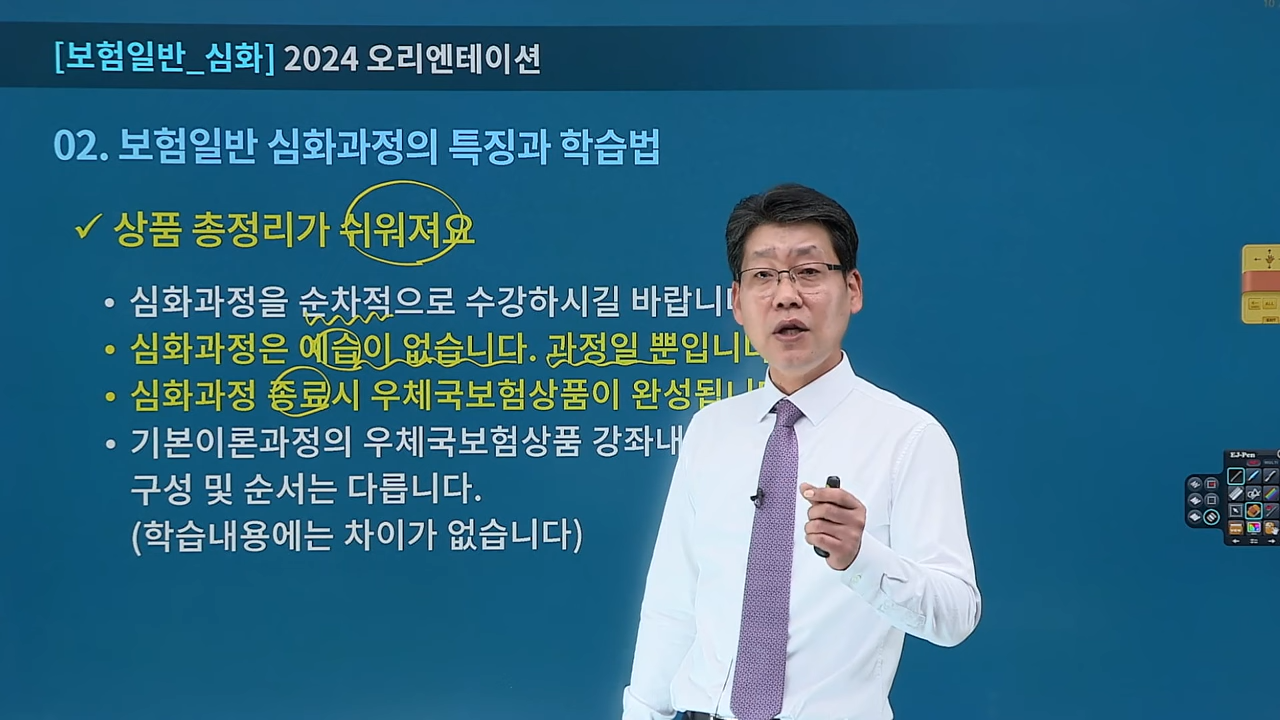 [보험일반_심화] 2024 오리엔테이션
02. 보험일반 심화과정의 특징과 학습법
✓ 상품 총정리가 쉬워져요
• 심화과정을 순차적으로 수강하시길 바랍니
• 심화과정은 예습이 없습니다. 과정일 뿐입니
• 심화과정 종료시 우체국보험상품이 완성됩
• 기본이론과정의 우체국보험상품 강좌내
구성 및 순서는 다릅니다.
(학습내용에는 차이가 없습니다)
EJ-Pen